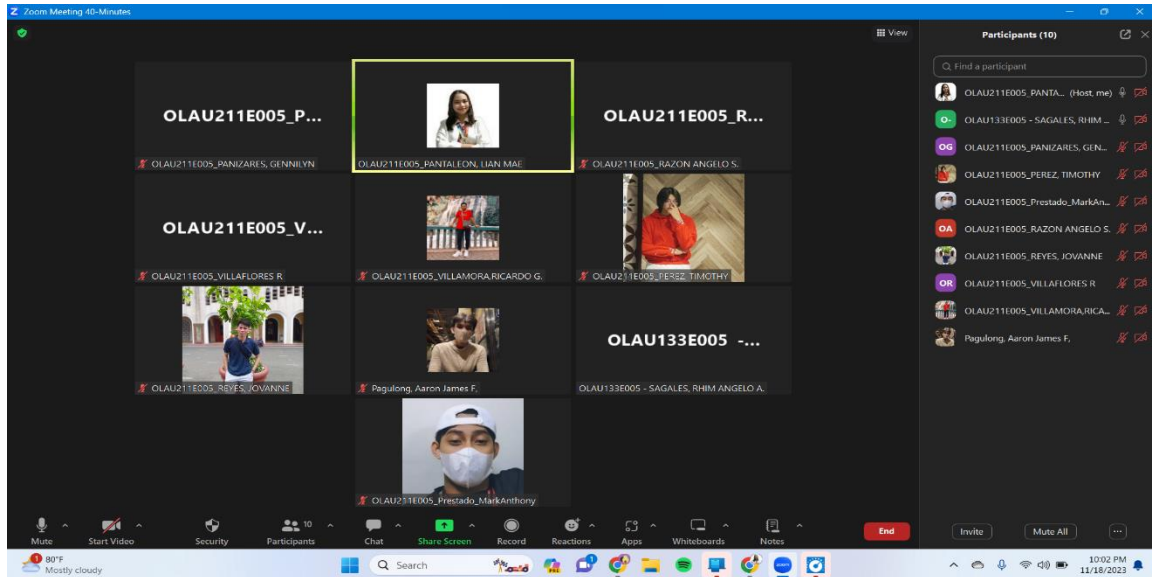 Zoom Meeting 40-Minutes
View
OLAU211E005_P...
OLAU211E005_PANIZARES, GENNILYN
OLAU211E005_PANTALEON, LIAN MAE
OLAU211E005_R...
OLAU211E005_RAZON ANGELO S.
OLAU211E005_V...
OLAU211E005_VILLAFLORES R
OLAU211E005_VILLAMORA,RICARDO G.
OLAU211E005_PEREZ, TIMOTHY
OLAU211E005_REYES, JOVANNE
Pagulong, Aaron James F.
OLAU133E005 -...
OLAU133E005 - SAGALES, RHIM ANGELO A.
OLAU211E005_Prestado_MarkAnthony
Participants (10)
Find a participant
OLAU211E005_PANTA... (Host, me)
O- OLAU133E005 - SAGALES, RHIM ...
OG OLAU211E005_PANIZARES, GEN...
OLAU211E005_PEREZ, TIMOTHY
OLAU211E005_Prestado_MarkAn...
OA OLAU211E005_RAZON ANGELO S.
OLAU211E005_REYES, JOVANNE
OR OLAU211E005_VILLAFLORES R
OLAU211E005_VILLAMORA,RICA...
Pagulong, Aaron James F,
Mute
Start Video
Security
10
Participants
Chat
Share Screen
Record
Reactions
Apps
Whiteboards
Notes
End
Invite
Mute All
1
80°F
Mostly cloudy
Search
10:02 PM
11/18/2023